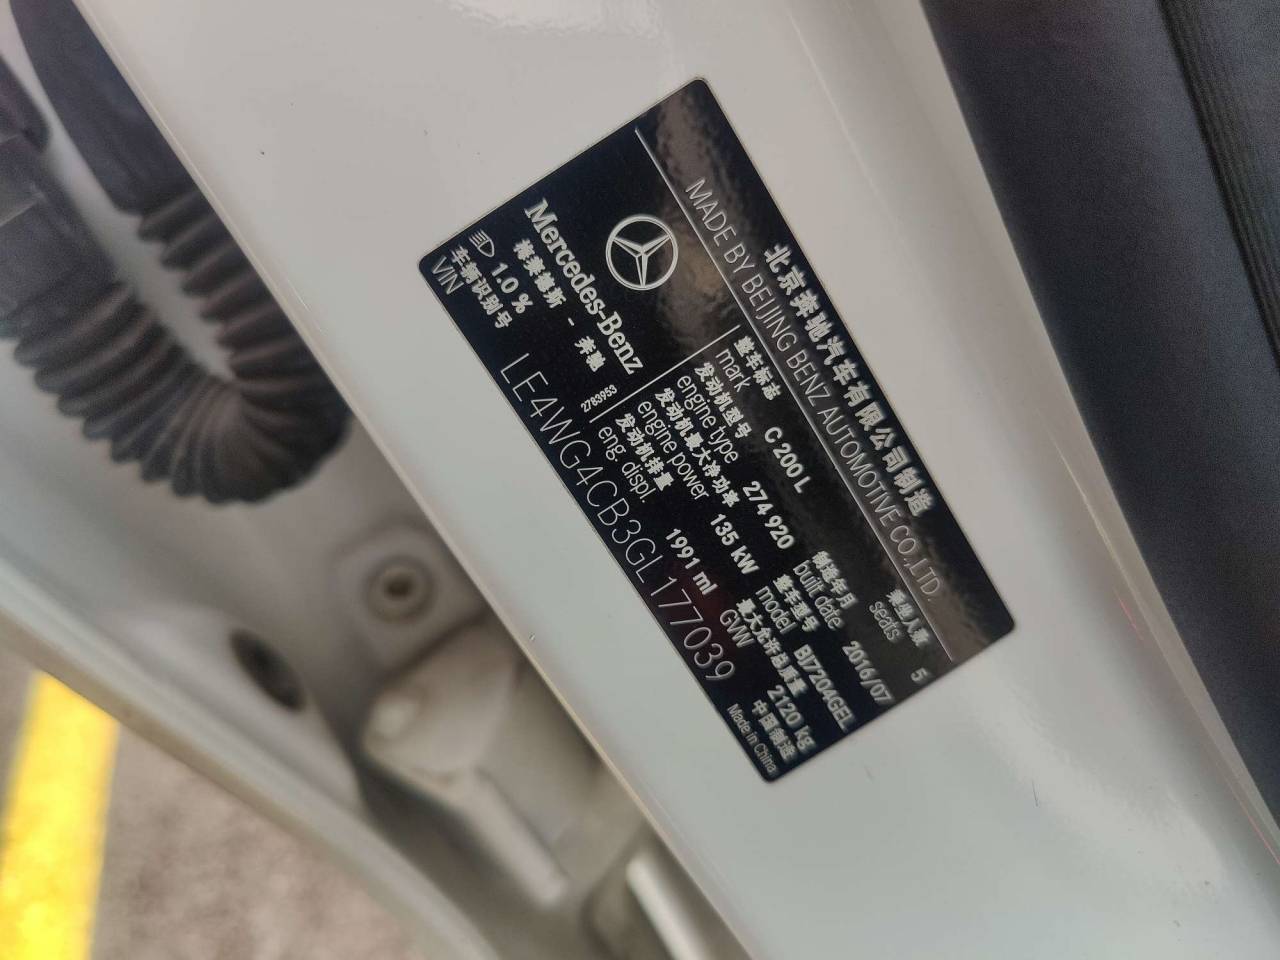 北京奔驰汽车有限公司制造
MADE BY BEIJING BENZ AUTOMOTIVE CO.,LTD.
Mercedes-Benz
梅赛德斯 - 奔驰
1.0 %
2783953
整车标志
mark C 200 L
乘坐人数
seats 5
发动机型号
engine type 274 920
制造年月
built date 2016/07
发动机最大净功率
engine power 135 kW
整车型号
model BJ7204GEL
发动机排量
eng. displ. 1991 ml
最大允许总质量
GVW 2120 kg
车辆识别号
VIN LE4WG4CB3GL177039
中国制造
Made in China